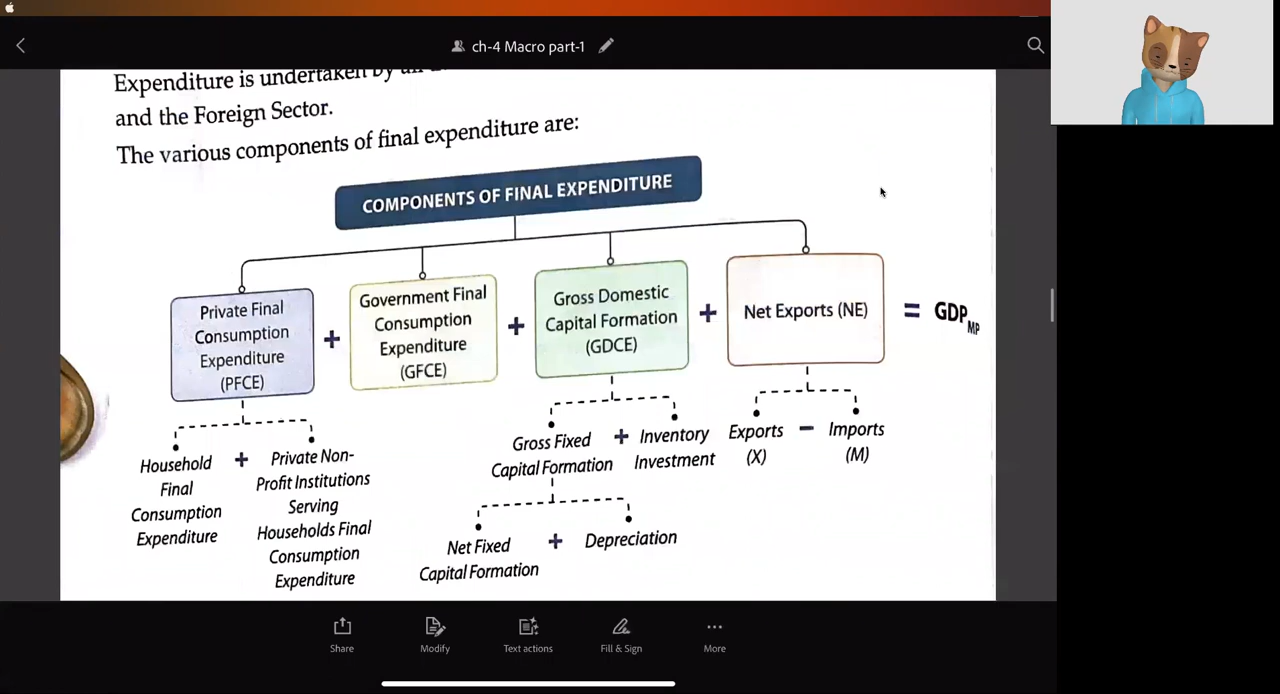 ch-4 Macro part-1
Expenditure is undertaken by
and the Foreign Sector.
The various components of final expenditure are:
COMPONENTS OF FINAL EXPENDITURE
Private Final
Consumption
Expenditure
(PFCE)
+
Government Final
Consumption
Expenditure
(GFCE)
+
Gross Domestic
Capital Formation
(GDCE)
+
Net Exports (NE)
= GDP MP
Household
Final
Consumption
Expenditure
+
Private Non-
Profit Institutions
Serving
Households Final
Consumption
Expenditure
Gross Fixed
Capital Formation
+
Inventory
Investment
Exports
(X)
−
Imports
(M)
Net Fixed
Capital Formation
+
Depreciation
Share
Modify
Text actions
Fill & Sign
More